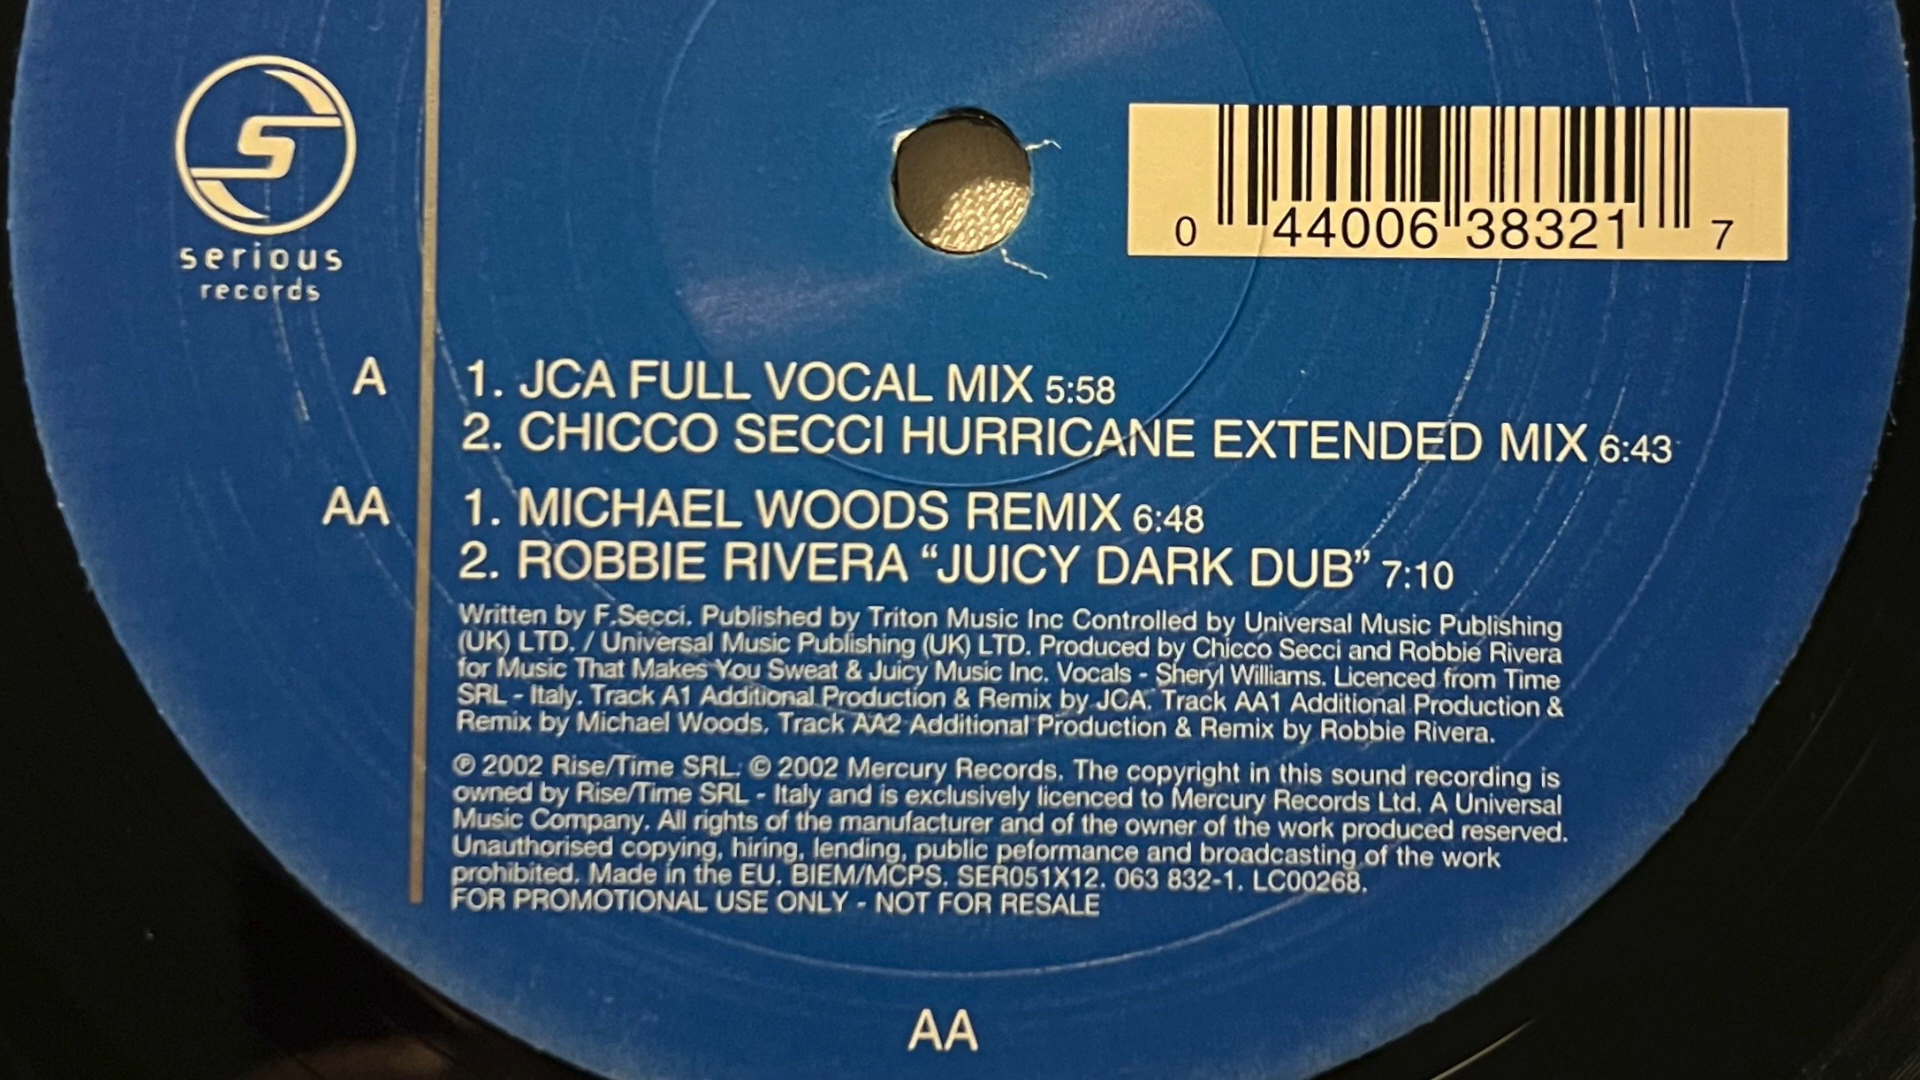 S
serious
records
0 44006 38321 7
A 1. JCA FULL VOCAL MIX 5:58
2. CHICCO SECCI HURRICANE EXTENDED MIX 6:43
AA 1. MICHAEL WOODS REMIX 6:48
2. ROBBIE RIVERA “JUICY DARK DUB” 7:10
Written by F.Secci. Published by Triton Music Inc Controlled by Universal Music Publishing
(UK) LTD. / Universal Music Publishing (UK) LTD. Produced by Chicco Secci and Robbie Rivera
for Music That Makes You Sweat & Juicy Music Inc. Vocals - Sheryl Williams. Licenced from Time
SRL - Italy. Track A1 Additional Production & Remix by JCA. Track AA1 Additional Production &
Remix by Michael Woods. Track AA2 Additional Production & Remix by Robbie Rivera.
℗ 2002 Rise/Time SRL. © 2002 Mercury Records. The copyright in this sound recording is
owned by Rise/Time SRL - Italy and is exclusively licenced to Mercury Records Ltd. A Universal
Music Company. All rights of the manufacturer and of the owner of the work produced reserved.
Unauthorised copying, hiring, lending, public peformance and broadcasting of the work
prohibited. Made in the EU. BIEM/MCPS. SER051X12. 063 832-1. LC00268.
FOR PROMOTIONAL USE ONLY - NOT FOR RESALE
AA